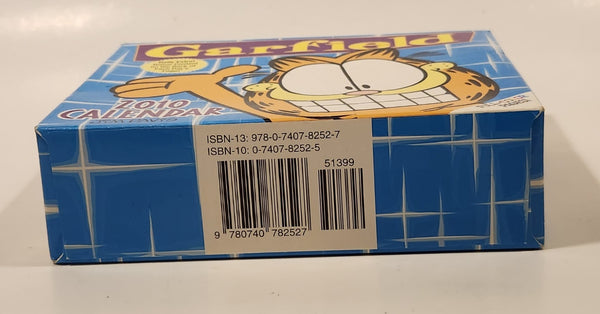 Garfield
2010
CALENDAR
ISBN-13: 978-0-7407-8252-7
ISBN-10: 0-7407-8252-5
51399
9 780740 782527